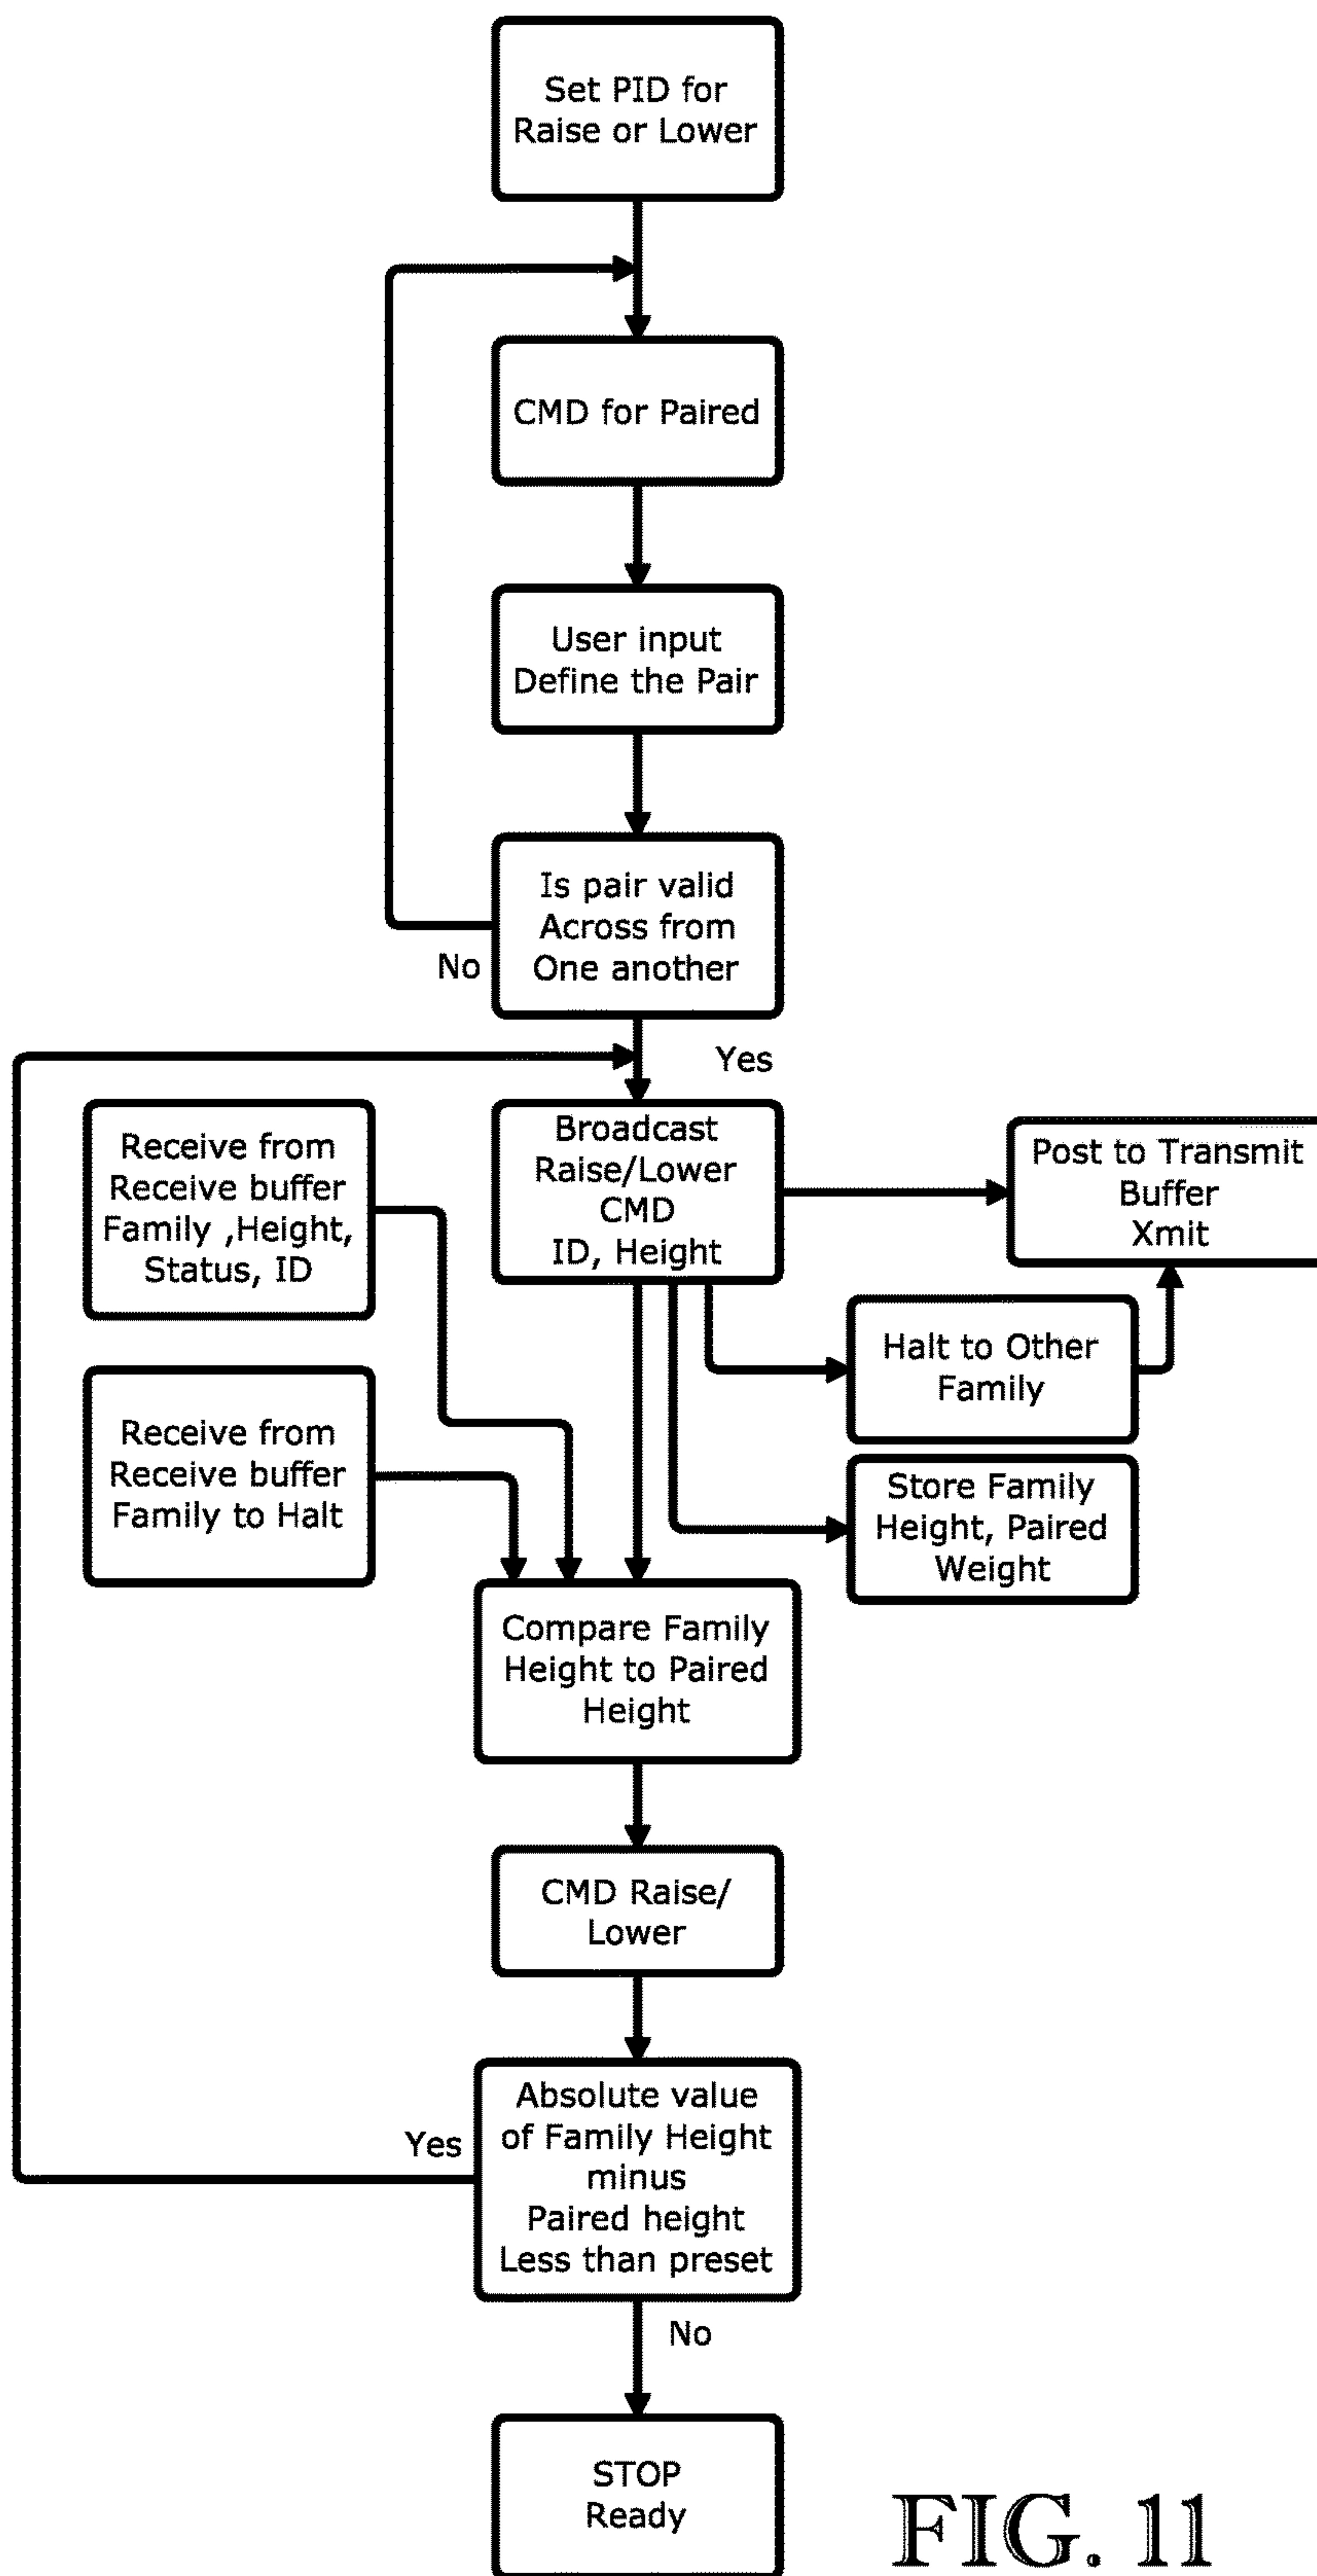 Set PID for
Raise or Lower
CMD for Paired
User input
Define the Pair
Is pair valid
Across from
One another
No
Yes
Receive from
Receive buffer
Family ,Height,
Status, ID
Broadcast
Raise/Lower
CMD
ID, Height
Post to Transmit
Buffer
Xmit
Halt to Other
Family
Receive from
Receive buffer
Family to Halt
Store Family
Height, Paired
Weight
Compare Family
Height to Paired
Height
CMD Raise/
Lower
Absolute value
of Family Height
minus
Paired height
Less than preset
Yes
No
STOP
Ready
FIG. 11